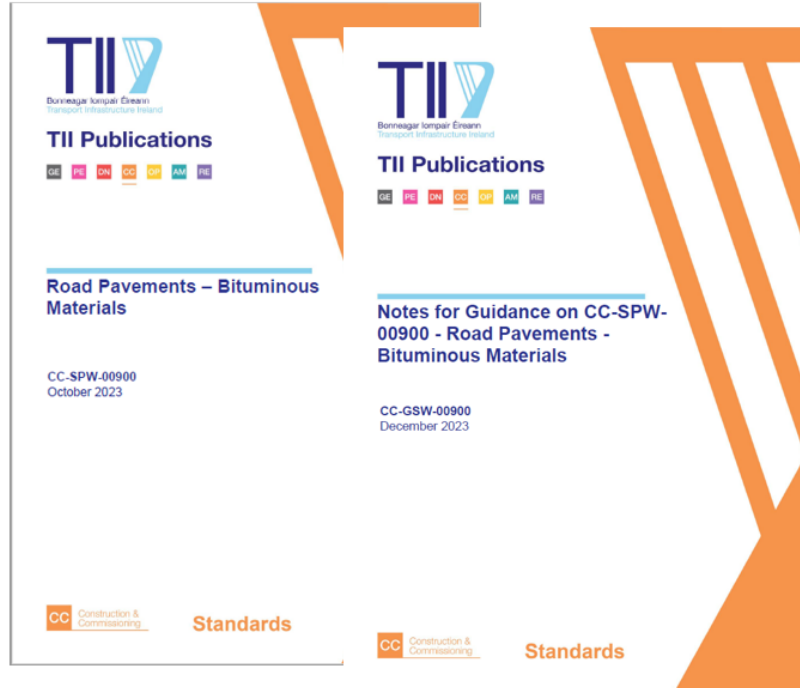 TII
Bonneagar Iompair Éireann
Transport Infrastructure Ireland
TII Publications
GE PE DN CC OP AM RE
Road Pavements – Bituminous
Materials
CC-SPW-00900
October 2023
CC Construction &
Commissioning
Standards
TII
Bonneagar Iompair Éireann
Transport Infrastructure Ireland
TII Publications
GE PE DN CC OP AM RE
Notes for Guidance on CC-SPW-
00900 - Road Pavements -
Bituminous Materials
CC-GSW-00900
December 2023
CC Construction &
Commissioning
Standards